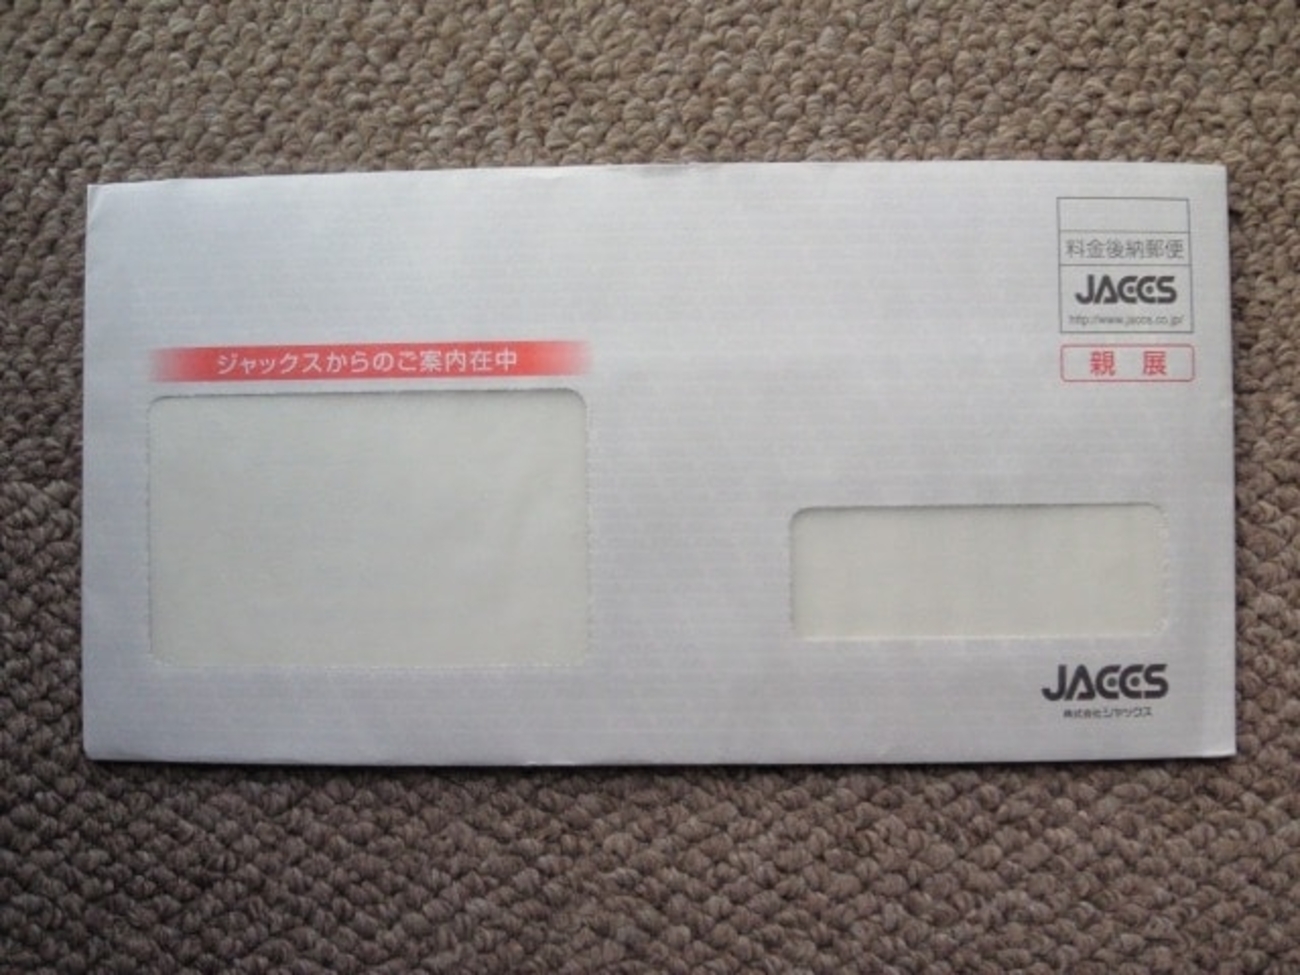 料金後納郵便
JACCS
http://www.jaccs.co.jp/
親 展
ジャックスからのご案内在中
JACCS
株式会社ジャックス